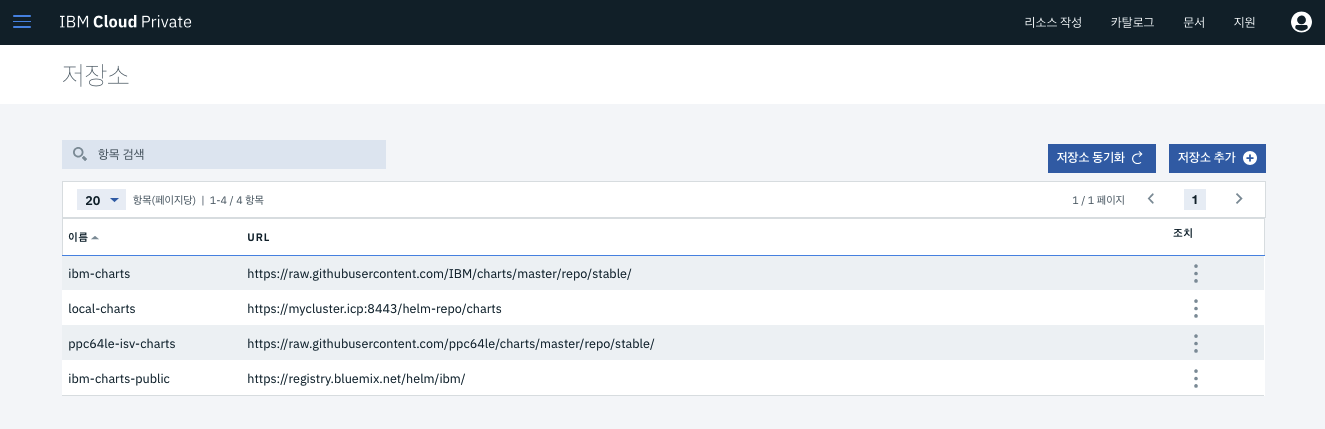 IBM Cloud Private 리소스 작성 카탈로그 문서 지원
저장소
항목 검색 저장소 동기화 저장소 추가
20 항목(페이지당) | 1-4 / 4 항목 1 / 1 페이지 1
이름 URL 조치
ibm-charts https://raw.githubusercontent.com/IBM/charts/master/repo/stable/
local-charts https://mycluster.icp:8443/helm-repo/charts
ppc64le-isv-charts https://raw.githubusercontent.com/ppc64le/charts/master/repo/stable/
ibm-charts-public https://registry.bluemix.net/helm/ibm/